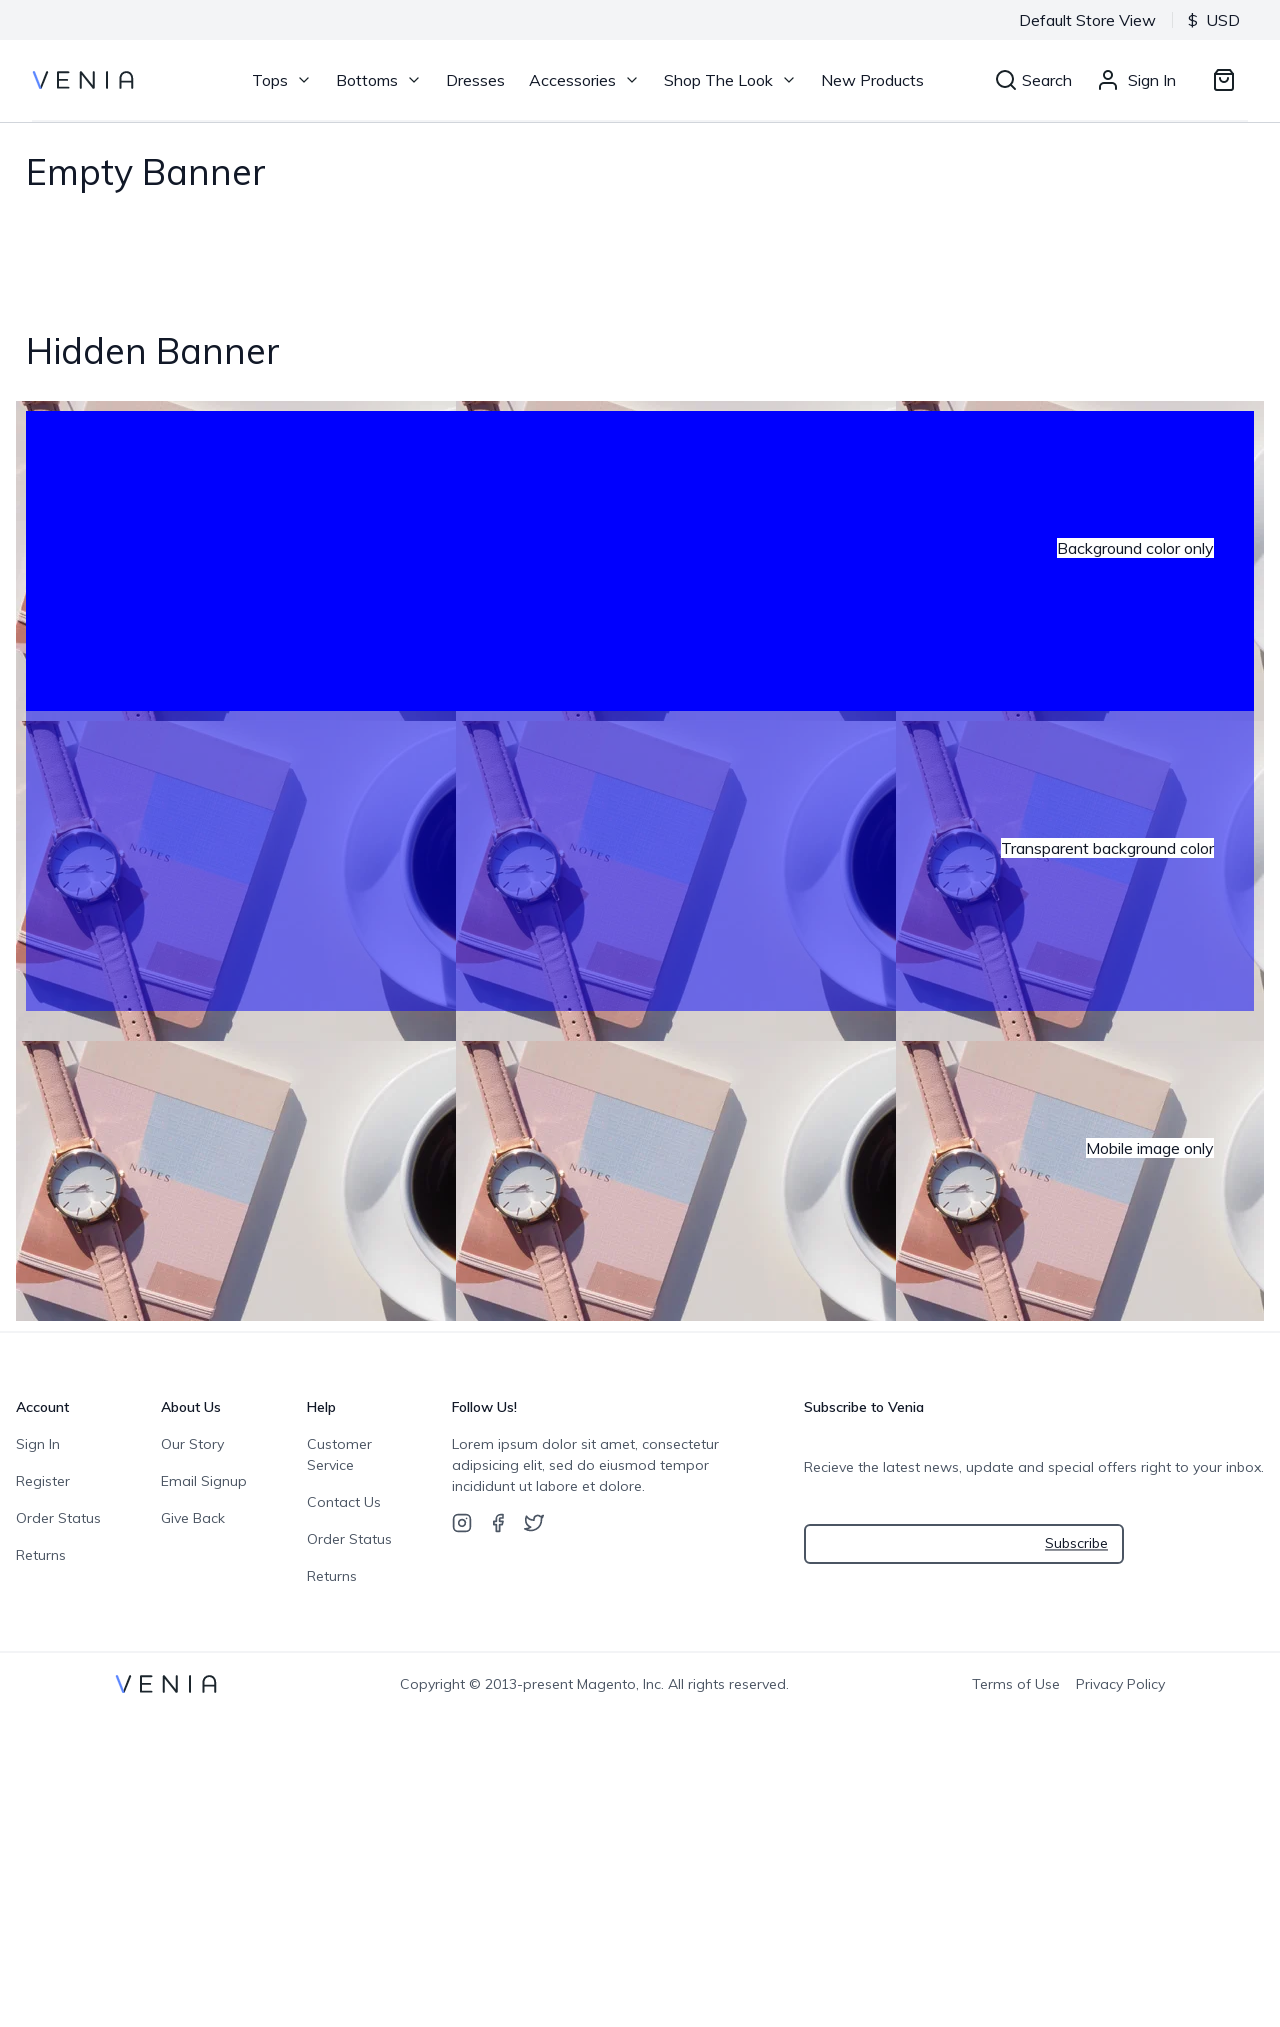 Default Store View $ USD
VENIA Tops Bottoms Dresses Accessories Shop The Look New Products Search Sign In
Empty Banner
Hidden Banner
Background color only
NOTES NOTES NOTES
Transparent background color
Mobile image only
NOTES NOTES NOTES
Account
Sign In
Register
Order Status
Returns
About Us
Our Story
Email Signup
Give Back
Help
Customer
Service
Contact Us
Order Status
Returns
Follow Us!
Lorem ipsum dolor sit amet, consectetur
adipsicing elit, sed do eiusmod tempor
incididunt ut labore et dolore.
Subscribe to Venia
Recieve the latest news, update and special offers right to your inbox.
Subscribe
VENIA Copyright © 2013-present Magento, Inc. All rights reserved. Terms of Use Privacy Policy